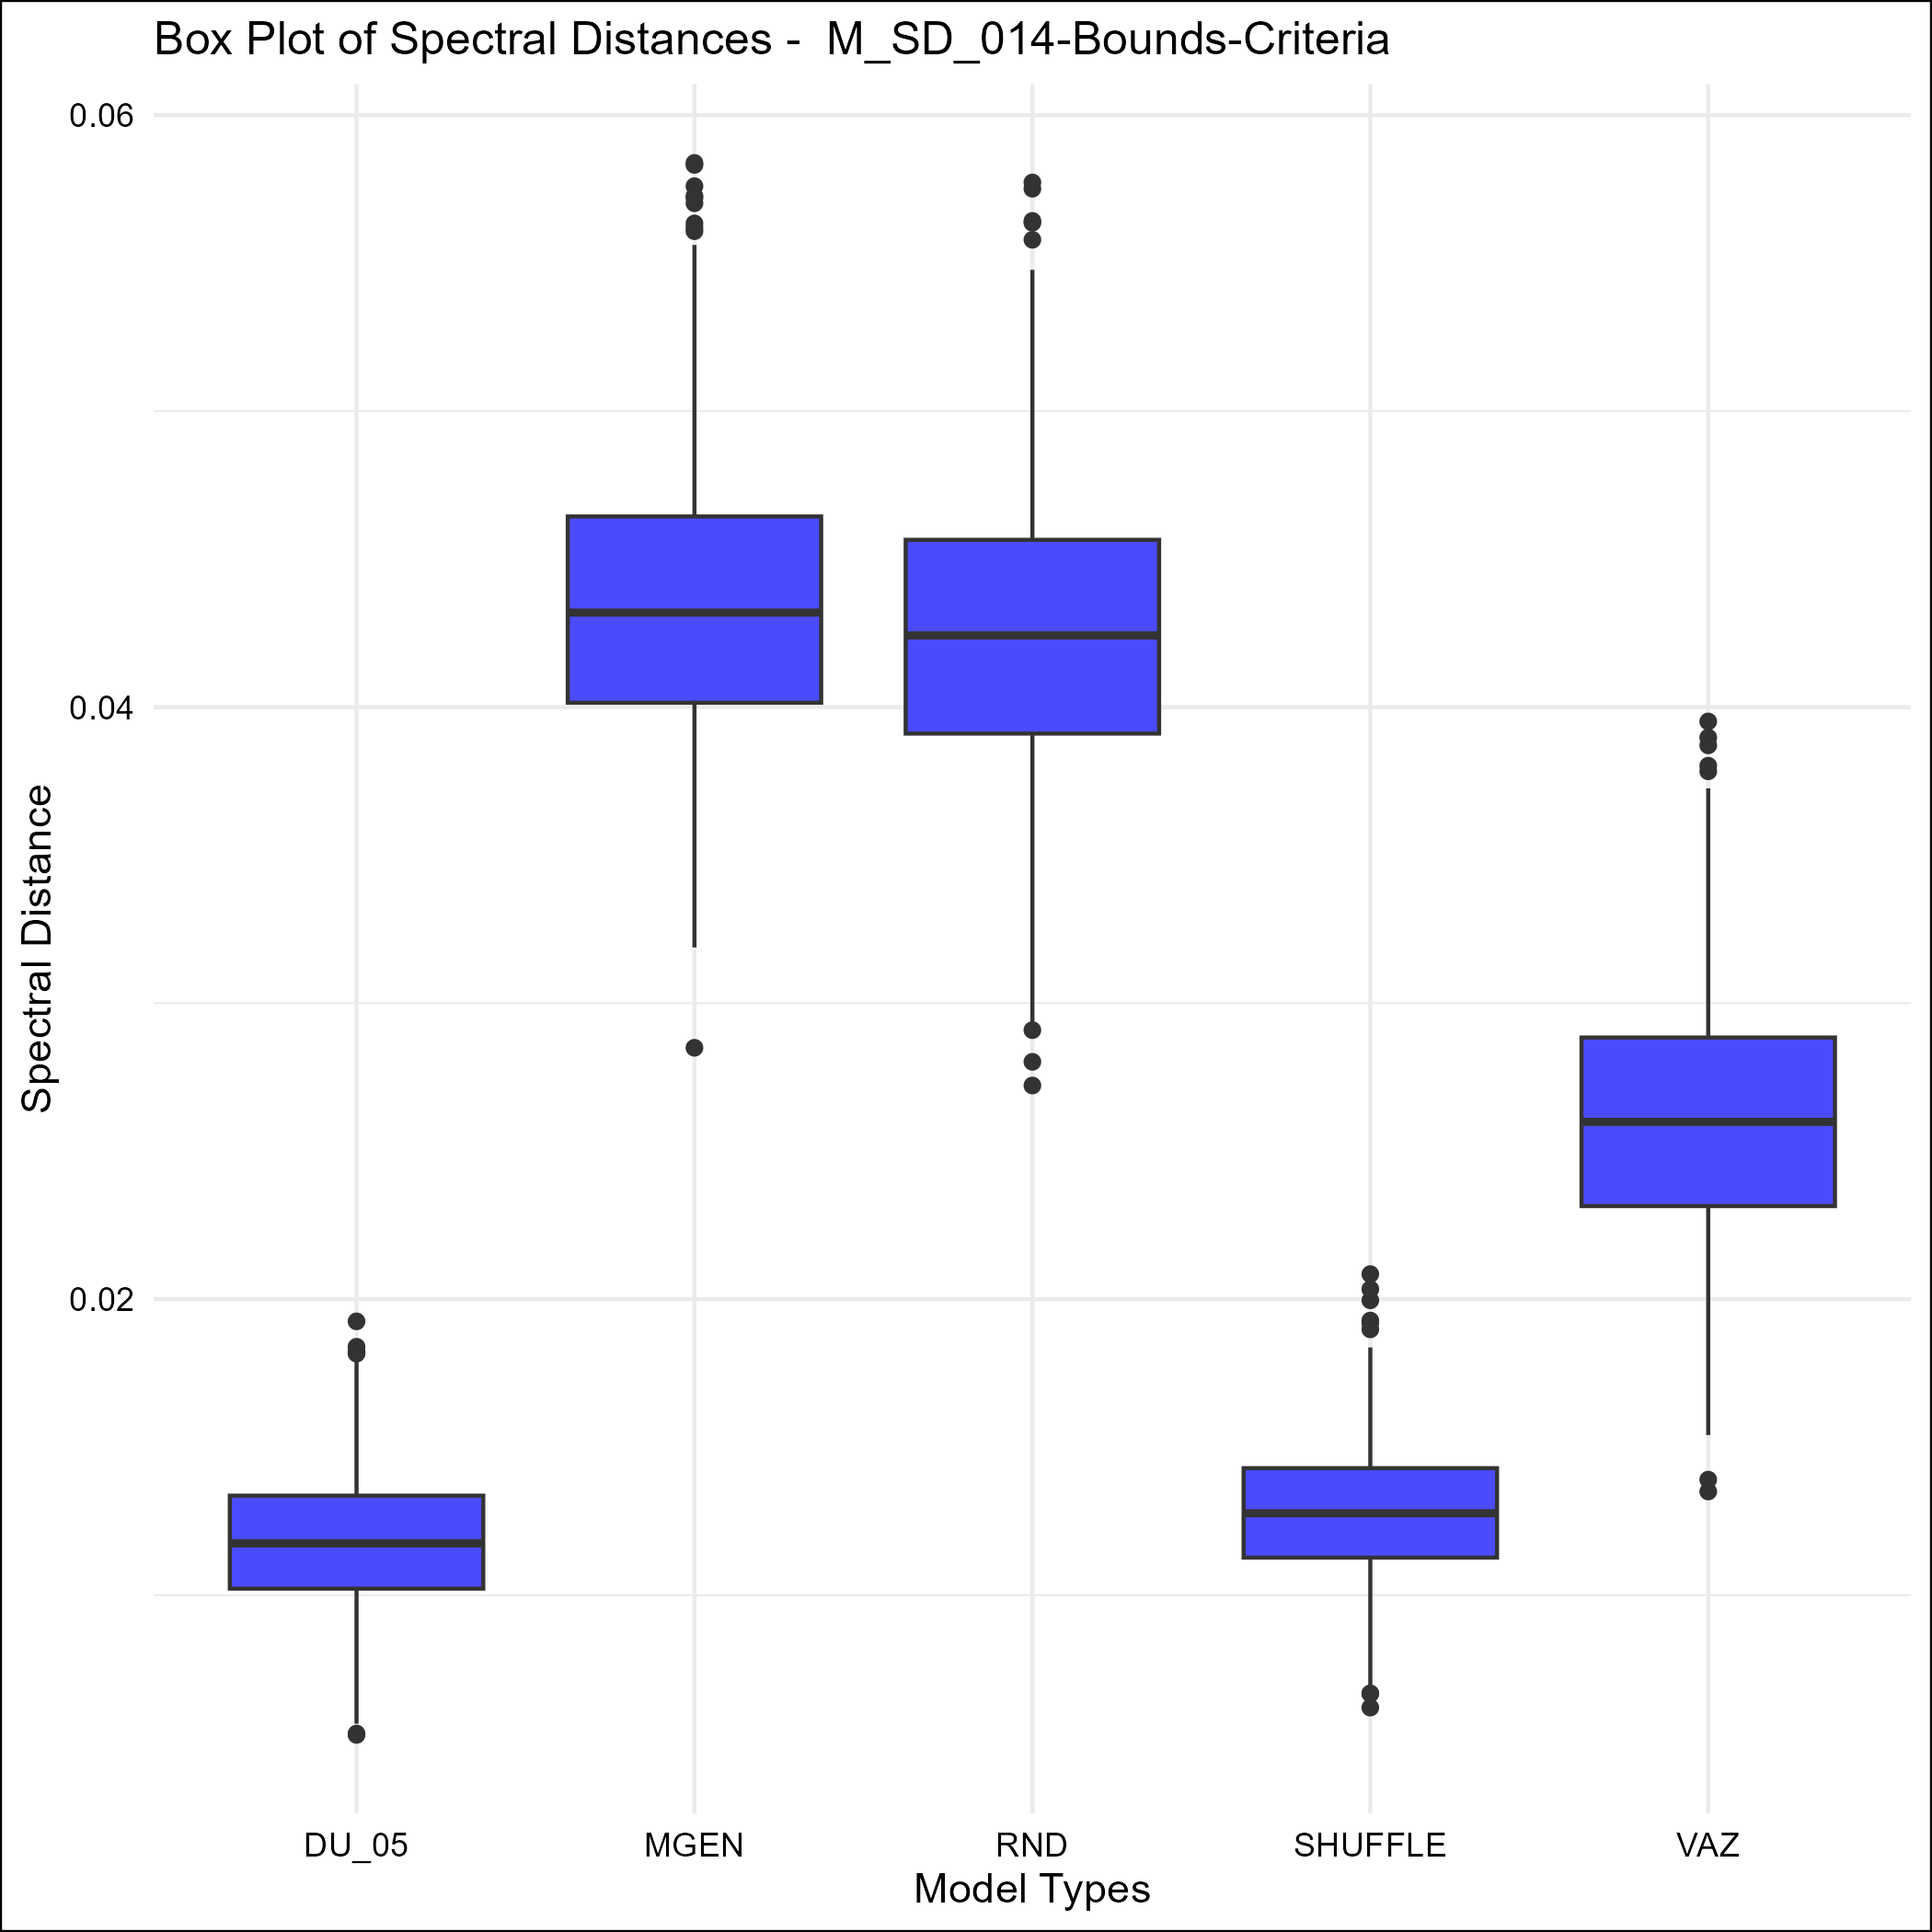 Box Plot of Spectral Distances -  M_SD_014-Bounds-Criteria
0.06
0.04
0.02
Spectral Distance
DU_05 MGEN RND SHUFFLE VAZ
Model Types